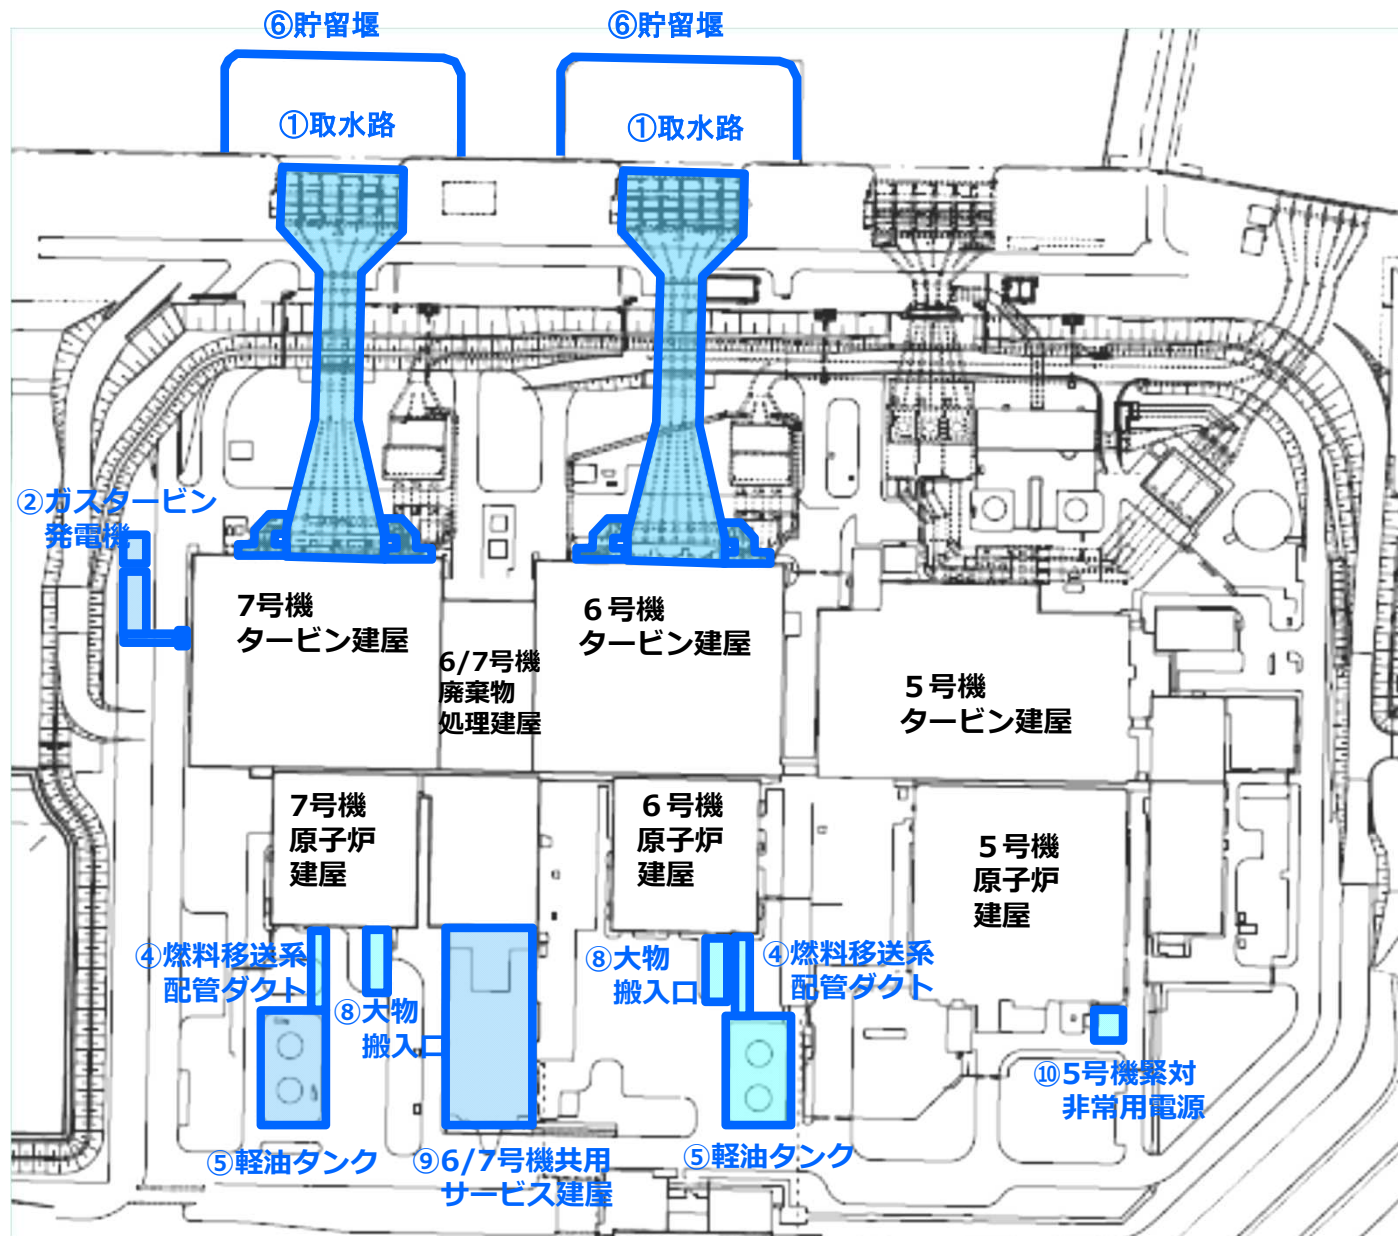 ⑥貯留堰
⑥貯留堰
①取水路
①取水路
②ガスタービン
発電機
7号機
タービン建屋
6/7号機
廃棄物
処理建屋
６号機
タービン建屋
５号機
タービン建屋
7号機
原子炉
建屋
６号機
原子炉
建屋
５号機
原子炉
建屋
④燃料移送系
配管ダクト
⑧大物
搬入口
⑧大物
搬入口
④燃料移送系
配管ダクト
⑩5号機緊対
非常用電源
⑤軽油タンク
⑨6/7号機共用
サービス建屋
⑤軽油タンク